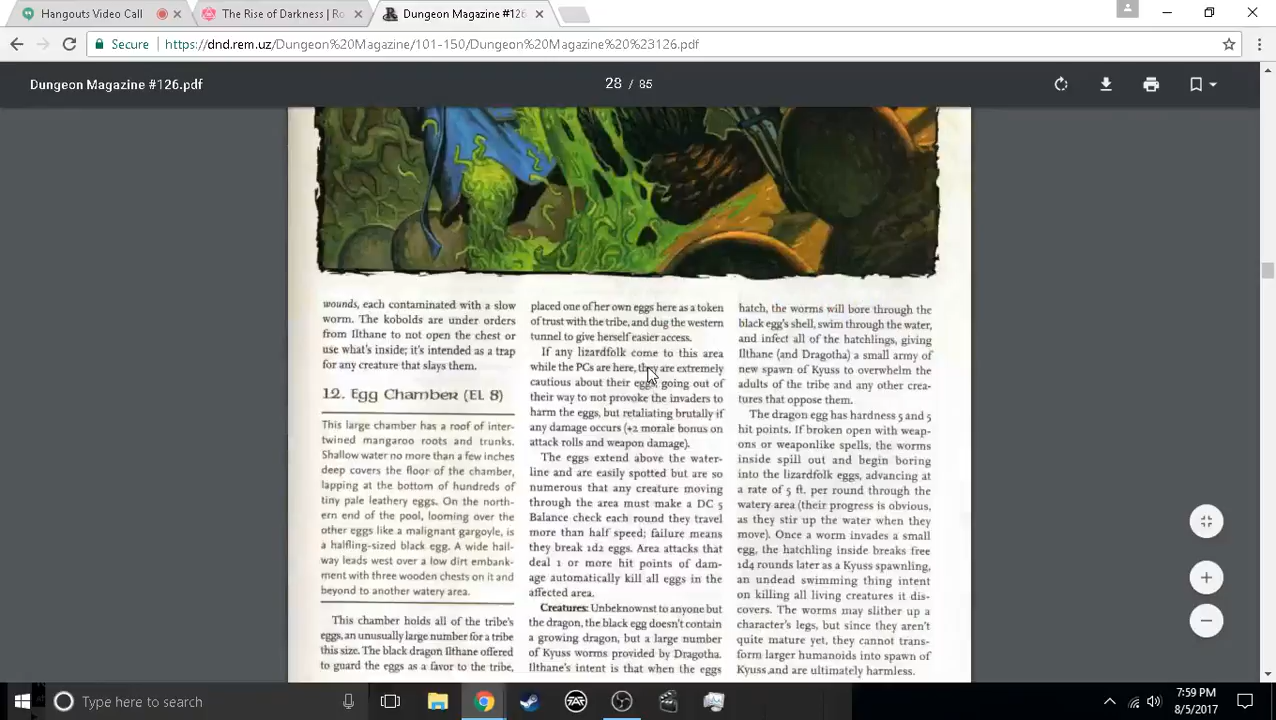 Hangouts Video Call
The Rise of Darkness | Ro
Dungeon Magazine #126
Secure
https://dnd.rem.uz/Dungeon%20Magazine/101-150/Dungeon%20Magazine%20%23126.pdf
Dungeon Magazine #126.pdf
28 / 85
wounds, each contaminated with a slow
worm. The kobolds are under orders
from Ilthane to not open the chest or
use what's inside; it's intended as a trap
for any creature that slays them.
12. Egg Chamber (EL 8)
This large chamber has a roof of inter-
twined mangaroo roots and trunks.
Shallow water no more than a few inches
deep covers the floor of the chamber,
lapping at the bottom of hundreds of
tiny pale leathery eggs. On the north-
ern end of the pool, looming over the
other eggs like a malignant gargoyle, is
a halfling-sized black egg. A wide hall-
way leads west over a low dirt embank-
ment with three wooden chests on it and
beyond to another watery area.
This chamber holds all of the tribe's
eggs, an unusually large number for a tribe
this size. The black dragon Ilthane offered
to guard the eggs as a favor to the tribe,
placed one of her own eggs here as a token
of trust with the tribe, and dug the western
tunnel to give herself easier access.
If any lizardfolk come to this area
while the PCs are here, they are extremely
cautious about their eggs, going out of
their way to not provoke the invaders to
harm the eggs, but retaliating brutally if
any damage occurs (+2 morale bonus on
attack rolls and weapon damage).
The eggs extend above the water-
line and are easily spotted but are so
numerous that any creature moving
through the area must make a DC 5
Balance check each round they travel
more than half speed; failure means
they break 1d2 eggs. Area attacks that
deal 1 or more hit points of dam-
age automatically kill all eggs in the
affected area.
Creatures: Unbeknownst to anyone but
the dragon, the black egg doesn't contain
a growing dragon, but a large number
of Kyuss worms provided by Dragotha.
Ilthane's intent is that when the eggs
hatch, the worms will bore through the
black egg's shell, swim through the water,
and infect all of the hatchlings, giving
Ilthane (and Dragotha) a small army of
new spawn of Kyuss to overwhelm the
adults of the tribe and any other crea-
tures that oppose them.
The dragon egg has hardness 5 and 5
hit points. If broken open with weap-
ons or weaponlike spells, the worms
inside spill out and begin boring
into the lizardfolk eggs, advancing at
a rate of 5 ft. per round through the
watery area (their progress is obvious,
as they stir up the water when they
move). Once a worm invades a small
egg, the hatchling inside breaks free
1d4 rounds later as a Kyuss spawnling,
an undead swimming thing intent
on killing all living creatures it dis-
covers. The worms may slither up a
character's legs, but since they aren't
quite mature yet, they cannot trans-
form larger humanoids into spawn of
Kyuss,and are ultimately harmless.
Type here to search
7:59 PM
8/5/2017